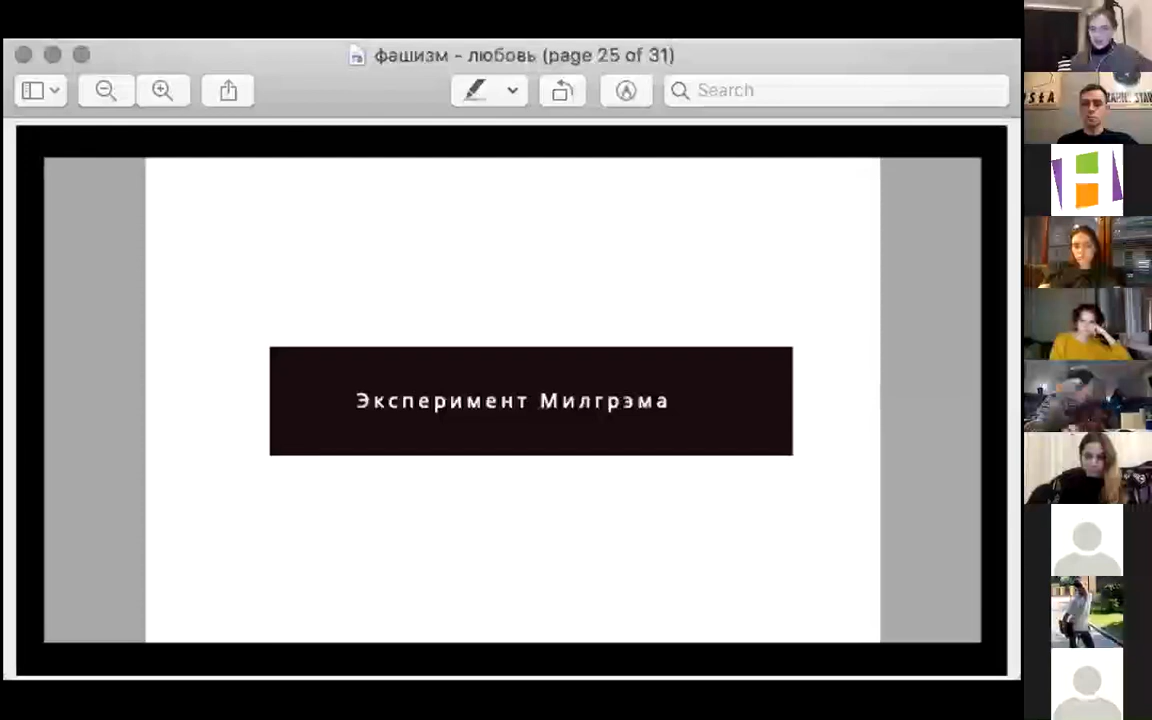 фашизм - любовь (page 25 of 31)
Search
Эксперимент Милгрэма